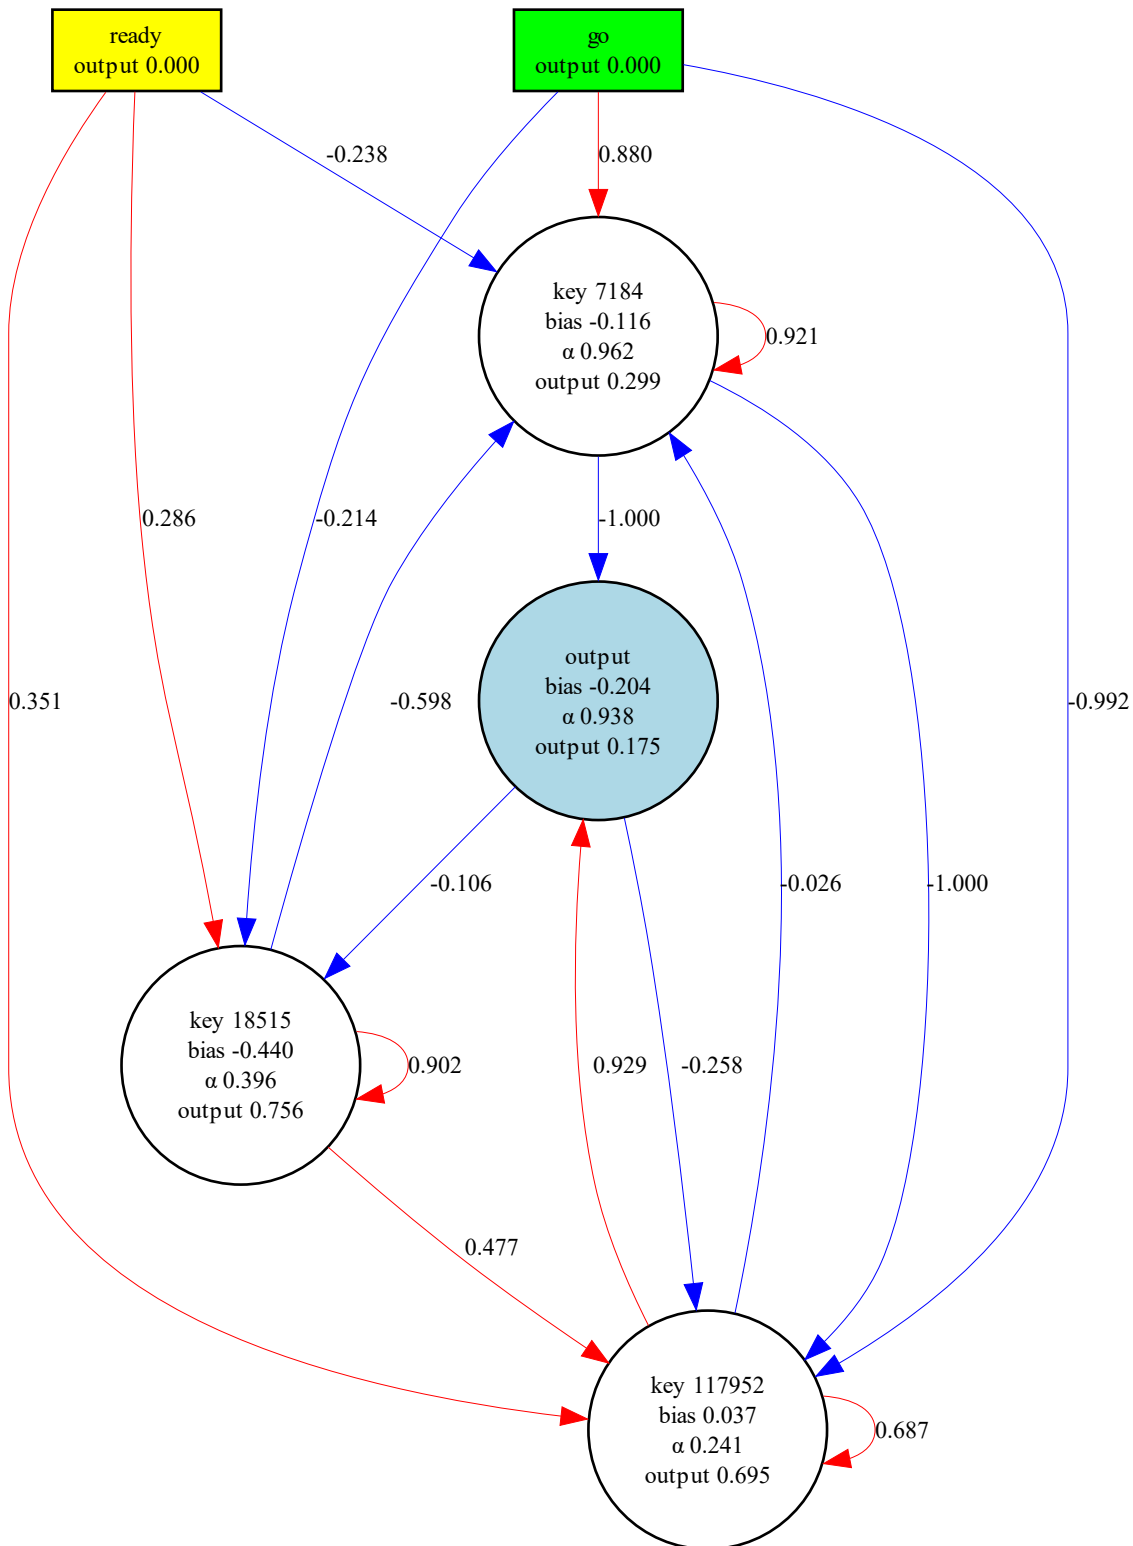 ready
output 0.000
go
output 0.000
-0.238
0.880
key 7184
bias -0.116
α 0.962
output 0.299
0.921
0.286
-0.214
-1.000
output
bias -0.204
α 0.938
output 0.175
0.351
-0.598
-0.992
-0.106
-0.026
-1.000
key 18515
bias -0.440
α 0.396
output 0.756
0.902
0.929
-0.258
0.477
key 117952
bias 0.037
α 0.241
output 0.695
0.687